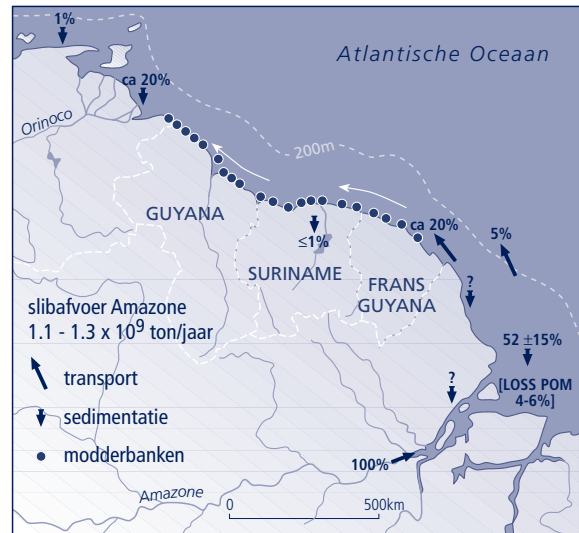 1%
Atlantische Oceaan
ca 20%
Orinoco
200m
GUYANA
≤1%
ca 20%
5%
SURINAME
FRANS
GUYANA
?
slibafvoer Amazone
1.1 - 1.3 x 10⁹ ton/jaar
52 ±15%
transport
?
[LOSS POM
4-6%]
sedimentatie
modderbanken
100%
Amazone
0
500km